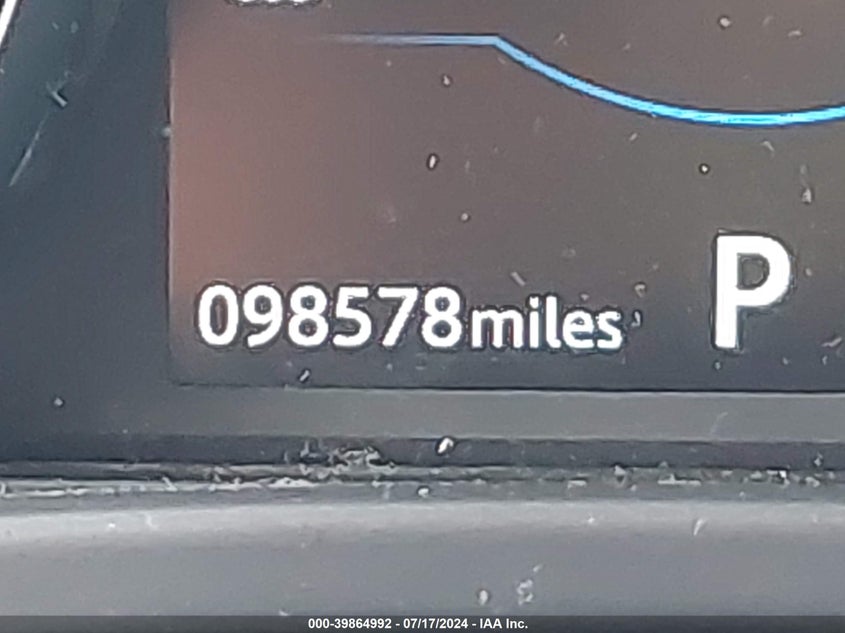 098578miles
P
000-39864992 - 07/17/2024 - IAA Inc.